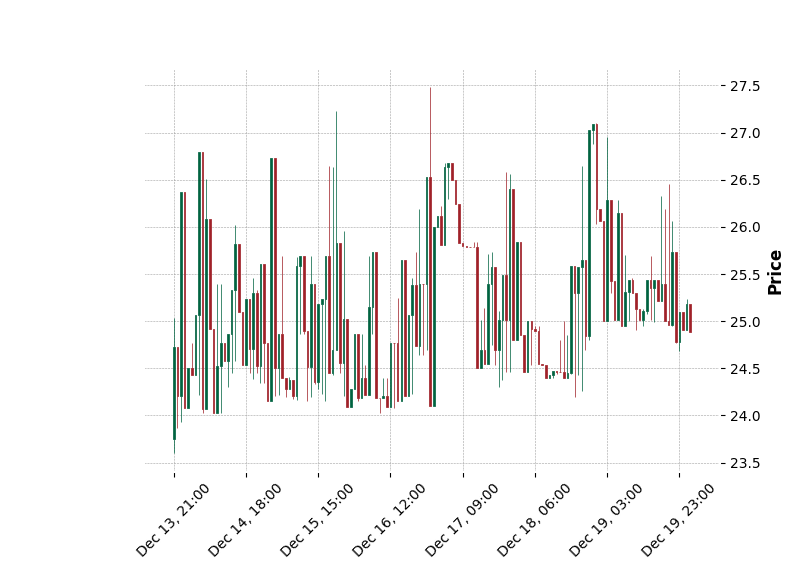 27.5
27.0
26.5
26.0
25.5
25.0
24.5
24.0
23.5
Price
Dec 13, 21:00
Dec 14, 18:00
Dec 15, 15:00
Dec 16, 12:00
Dec 17, 09:00
Dec 18, 06:00
Dec 19, 03:00
Dec 19, 23:00